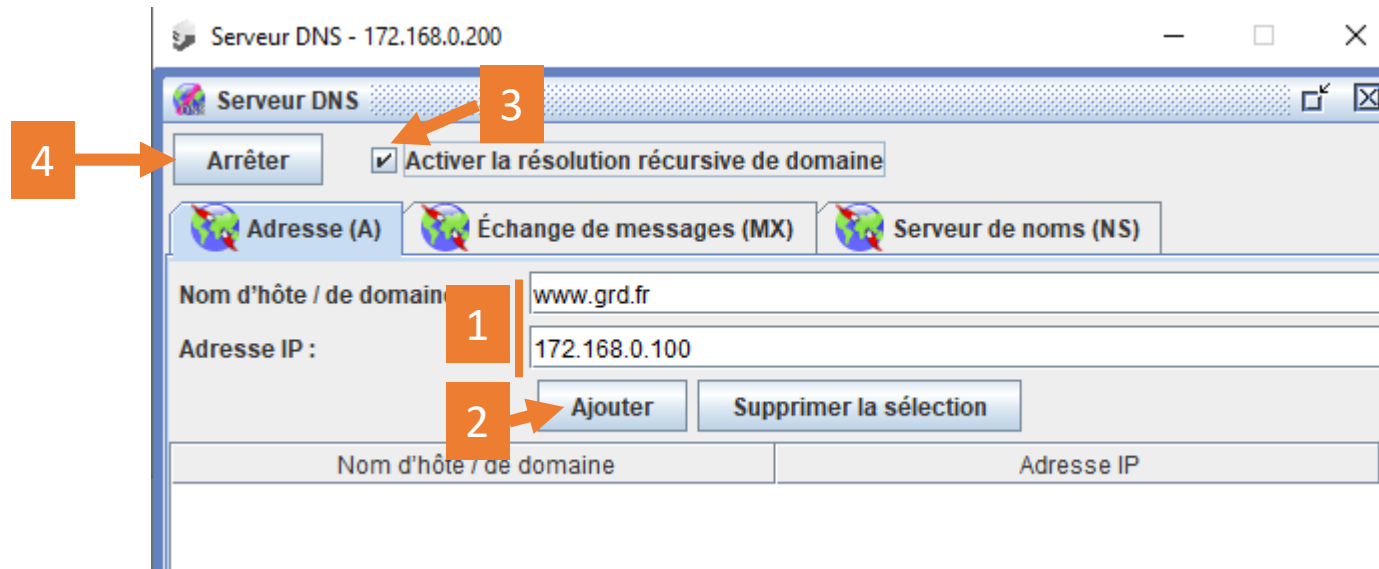 Serveur DNS - 172.168.0.200
Serveur DNS
3
4
Arrêter
Activer la résolution récursive de domaine
Adresse (A)
Échange de messages (MX)
Serveur de noms (NS)
Nom d'hôte / de domain
www.grd.fr
1
Adresse IP :
172.168.0.100
2
Ajouter
Supprimer la sélection
Nom d'hôte / de domaine
Adresse IP